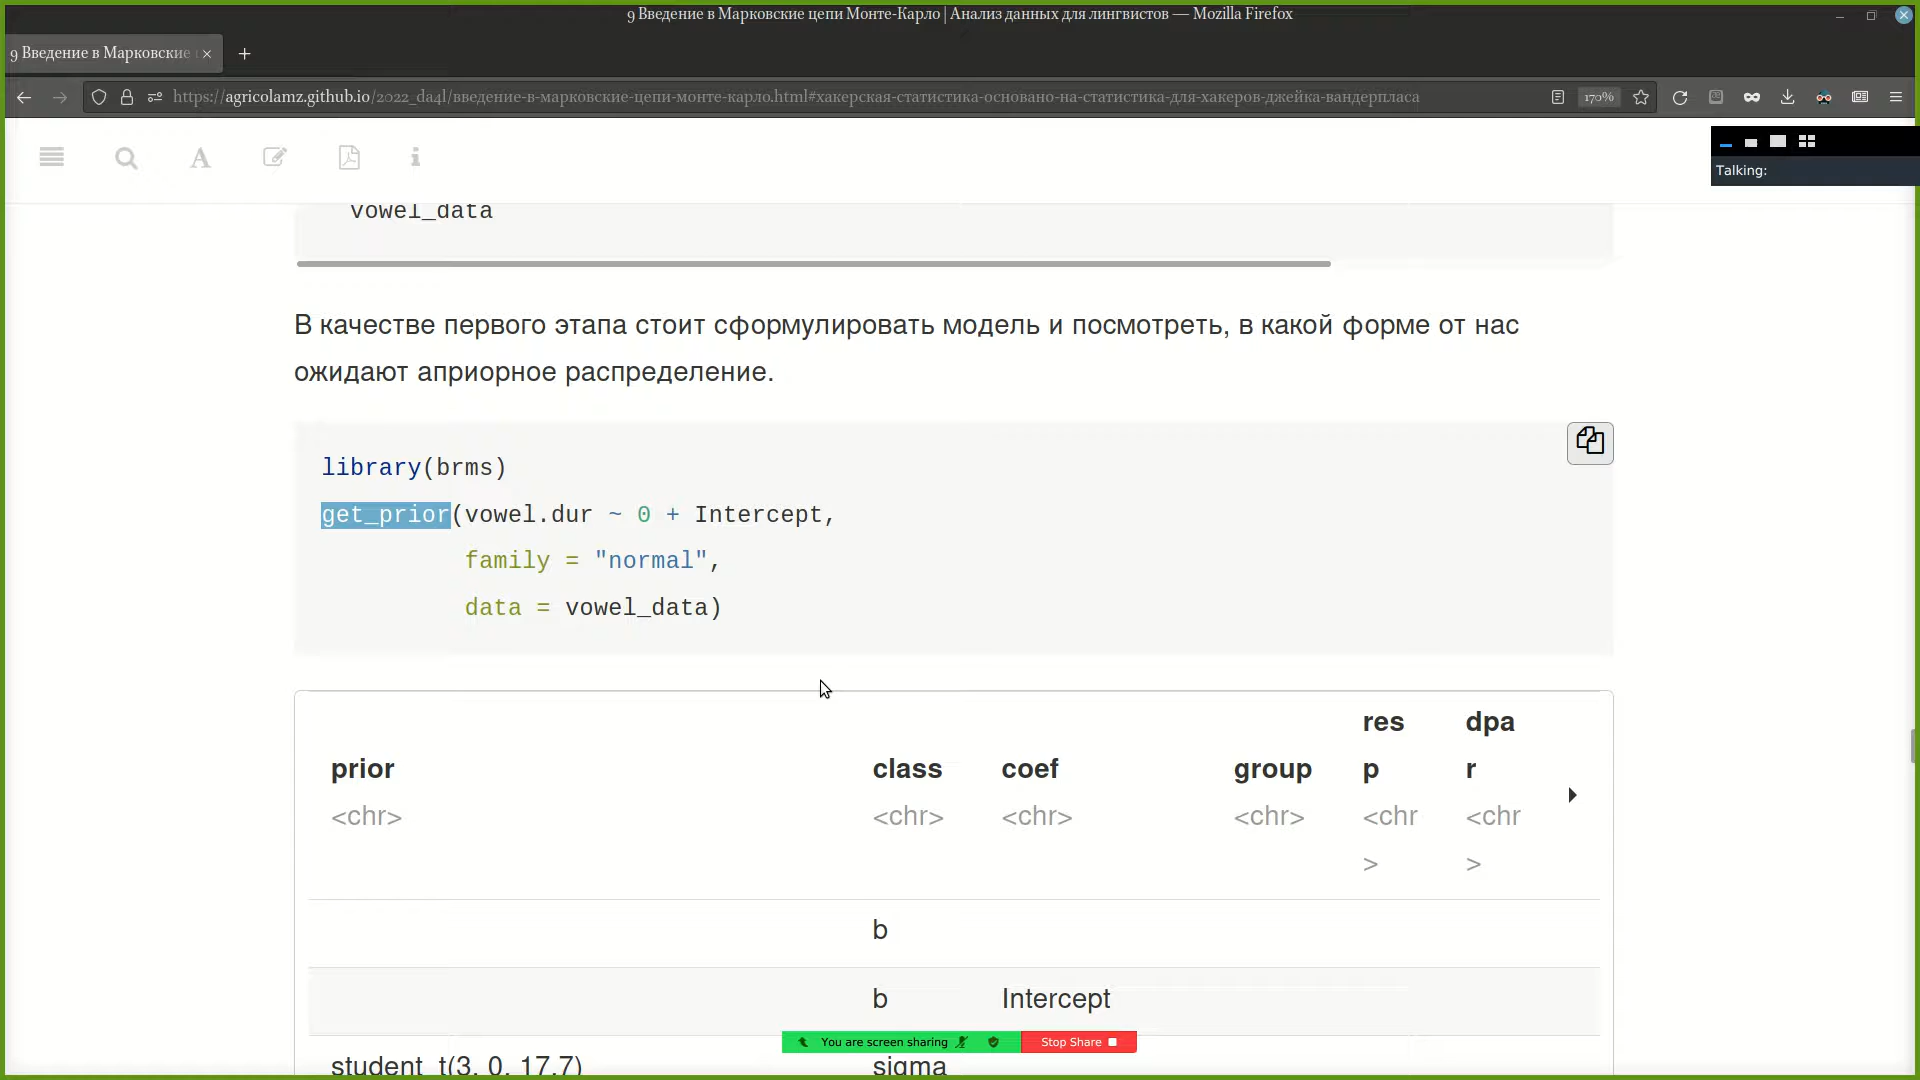 9 Введение в Марковские цепи Монте-Карло | Анализ данных для лингвистов — Mozilla Firefox
9 Введение в Марковские
https://agricolamz.github.io/2022_da4l/введение-в-марковские-цепи-монте-карло.html#хакерская-статистика-основано-на-статистика-для-хакеров-джейка-вандерпласа
170%
Talking:
vowel_data
В качестве первого этапа стоит сформулировать модель и посмотреть, в какой форме от нас
ожидают априорное распределение.
library(brms)
get_prior(vowel.dur ~ 0 + Intercept,
family = "normal",
data = vowel_data)
res dpa
prior class coef group p r
<chr> <chr> <chr> <chr> <chr <chr
> >
b
b Intercept
You are screen sharing Stop Share
student_t(3, 0, 17.7) sigma